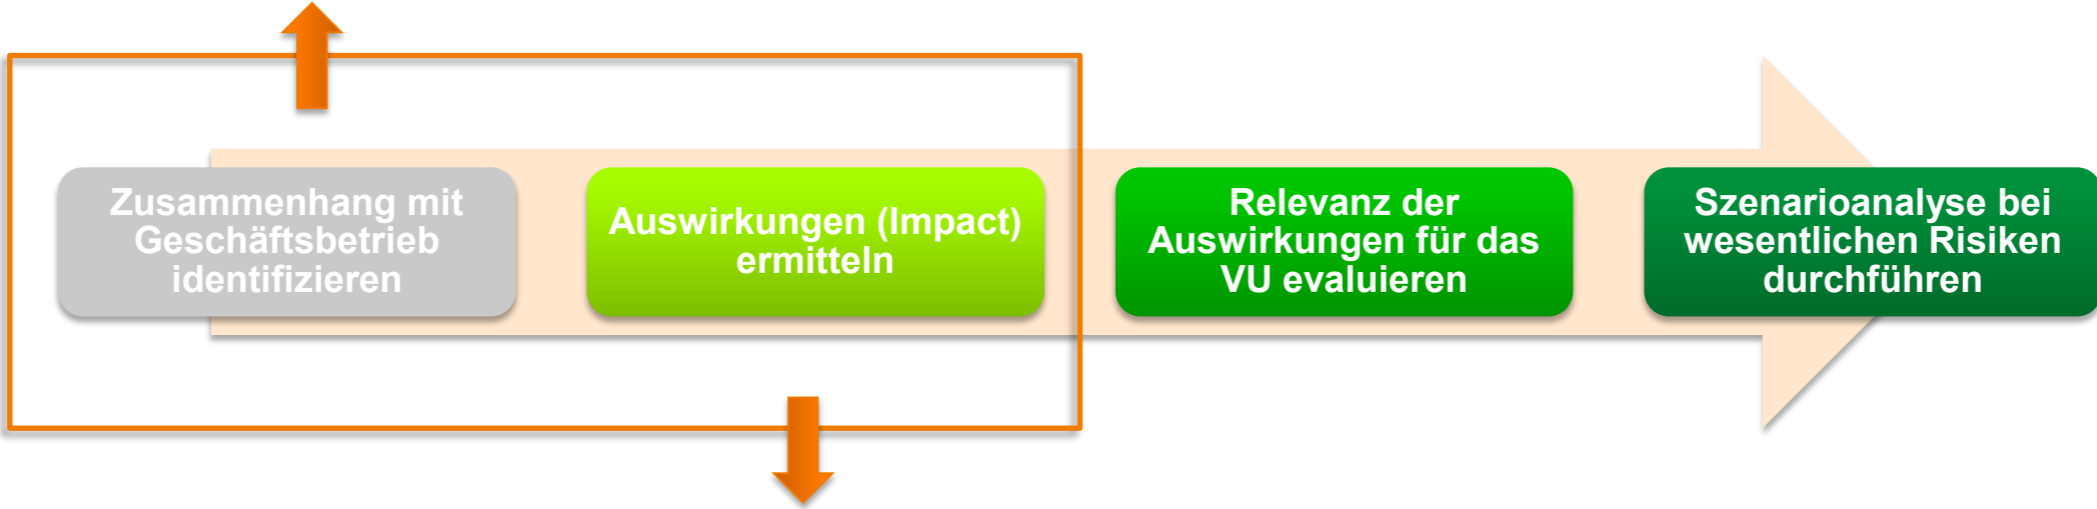 Zusammenhang mit
Geschäftsbetrieb
identifizieren
Auswirkungen (Impact)
ermitteln
Relevanz der
Auswirkungen für das
VU evaluieren
Szenarioanalyse bei
wesentlichen Risiken
durchführen